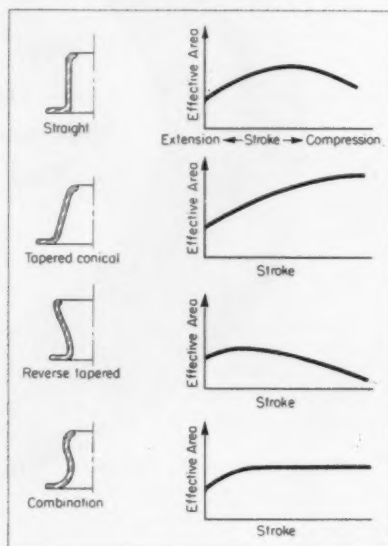 Effective Area
Straight
Extension ← Stroke → Compression
Effective Area
Tapered conical
Stroke
Effective Area
Reverse tapered
Stroke
Effective Area
Combination
Stroke